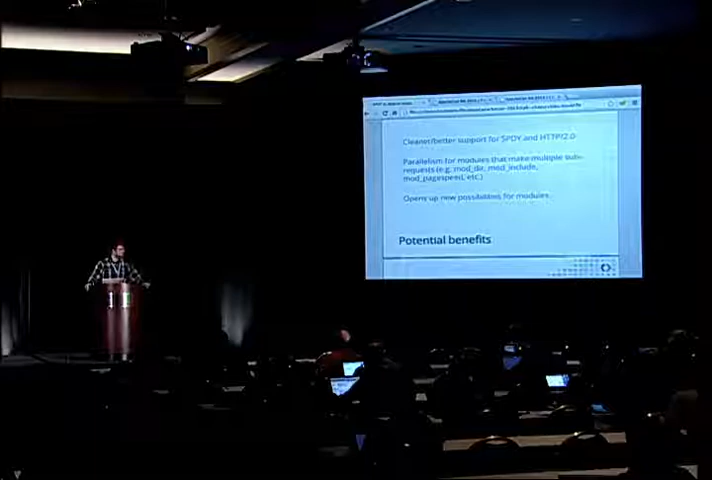 Cleaner/better support for SPDY and HTTP/2.0
Parallelism for modules that make multiple sub-
requests (e.g. mod_dir, mod_include,
mod_pagespeed, etc.)
Opens up new possibilities for modules
Potential benefits